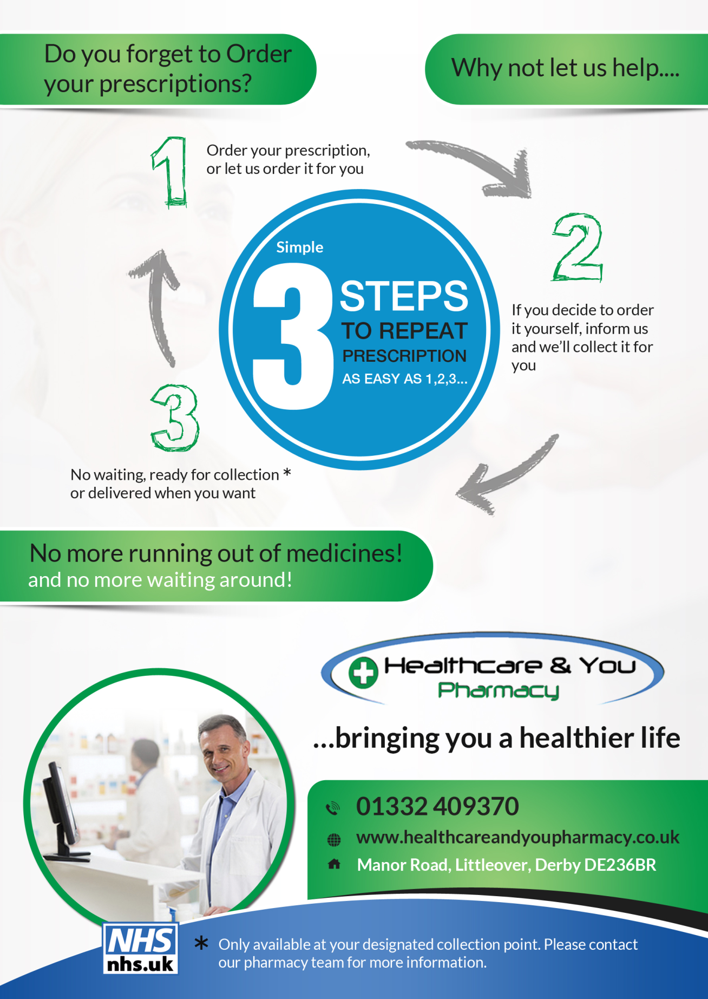 Do you forget to Order
your prescriptions?
Why not let us help....
1
Order your prescription,
or let us order it for you
2
If you decide to order
it yourself, inform us
and we'll collect it for
you
Simple
3
STEPS
TO REPEAT
PRESCRIPTION
AS EASY AS 1,2,3...
3
No waiting, ready for collection *
or delivered when you want
No more running out of medicines!
and no more waiting around!
Healthcare & You
Pharmacy
...bringing you a healthier life
01332 409370
www.healthcareandyoupharmacy.co.uk
Manor Road, Littleover, Derby DE236BR
NHS
nhs.uk
* Only available at your designated collection point. Please contact
our pharmacy team for more information.